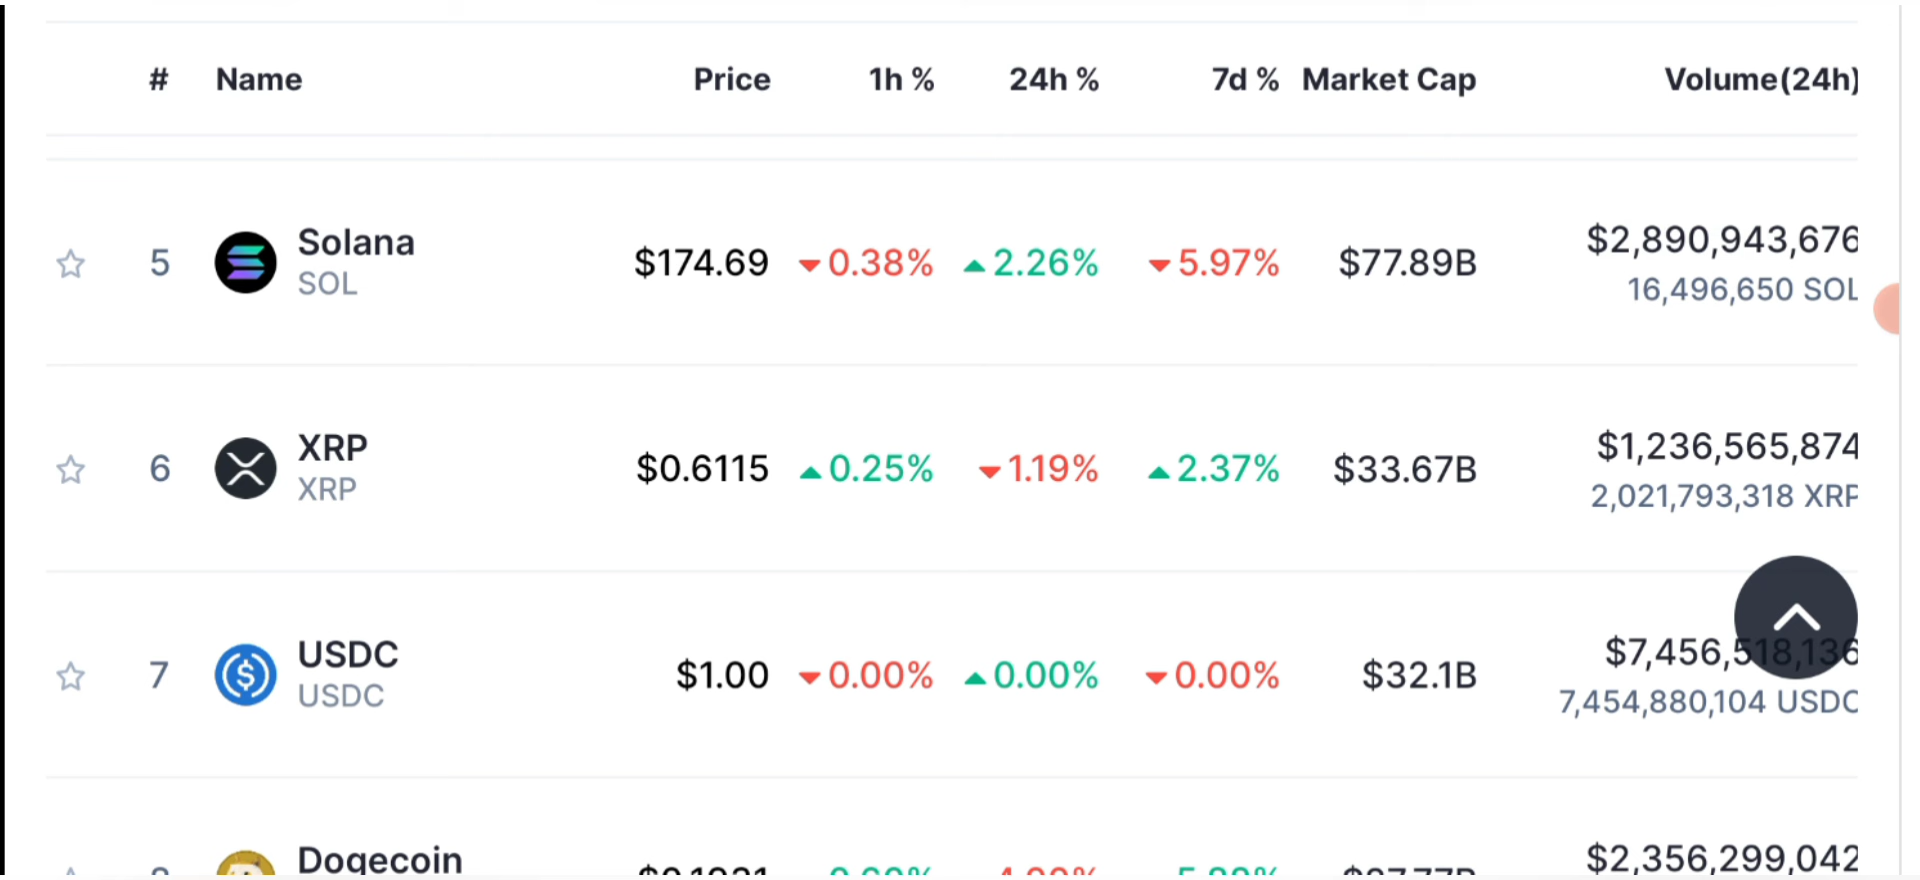 # Name Price 1h % 24h % 7d % Market Cap Volume(24h)
5 Solana $174.69 0.38% 2.26% 5.97% $77.89B $2,890,943,676
SOL 16,496,650 SOL
6 XRP $0.6115 0.25% 1.19% 2.37% $33.67B $1,236,565,874
XRP 2,021,793,318 XRP
7 USDC $1.00 0.00% 0.00% 0.00% $32.1B $7,456,518,136
USDC 7,454,880,104 USDC
Dogecoin $2,356,299,042